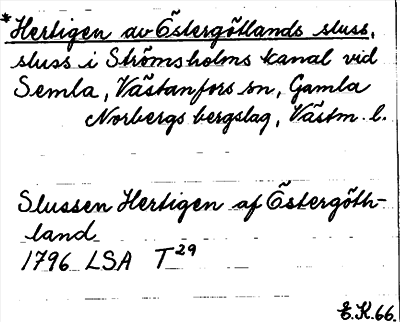 *Hertigen av Östergötlands sluss,
sluss i Strömsholms kanal vid
Semla, Västanfors sn, Gamla
Norbergs bergslag, Västm. l.
Slussen Hertigen af Östergöth-
land
1796 LSA T29
E.K.66.